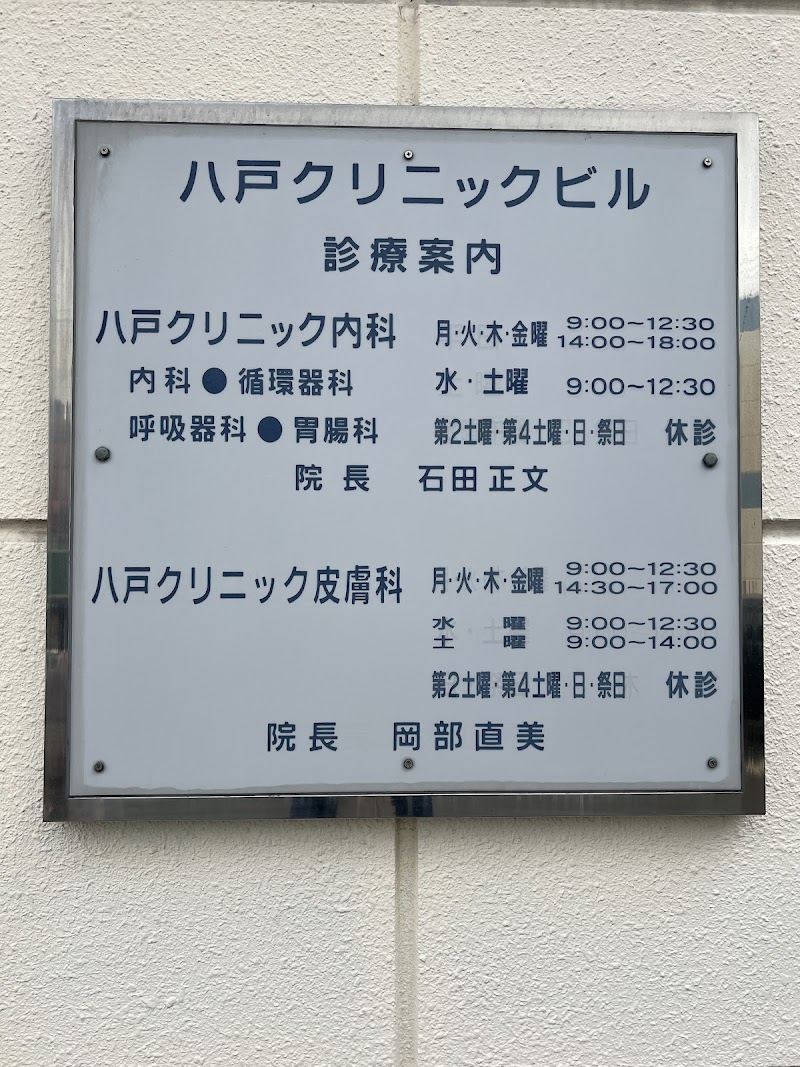 八戸クリニックビル
診療案内
八戸クリニック内科 月・火・木・金曜 9:00〜12:30
14:00〜18:00
内科●循環器科 水・土曜 9:00〜12:30
呼吸器科●胃腸科 第2土曜・第4土曜・日・祭日 休診
院長 石田正文
八戸クリニック皮膚科 月・火・木・金曜 9:00〜12:30
14:30〜17:00
水曜 9:00〜12:30
土曜 9:00〜14:00
第2土曜・第4土曜・日・祭日 休診
院長 岡部直美